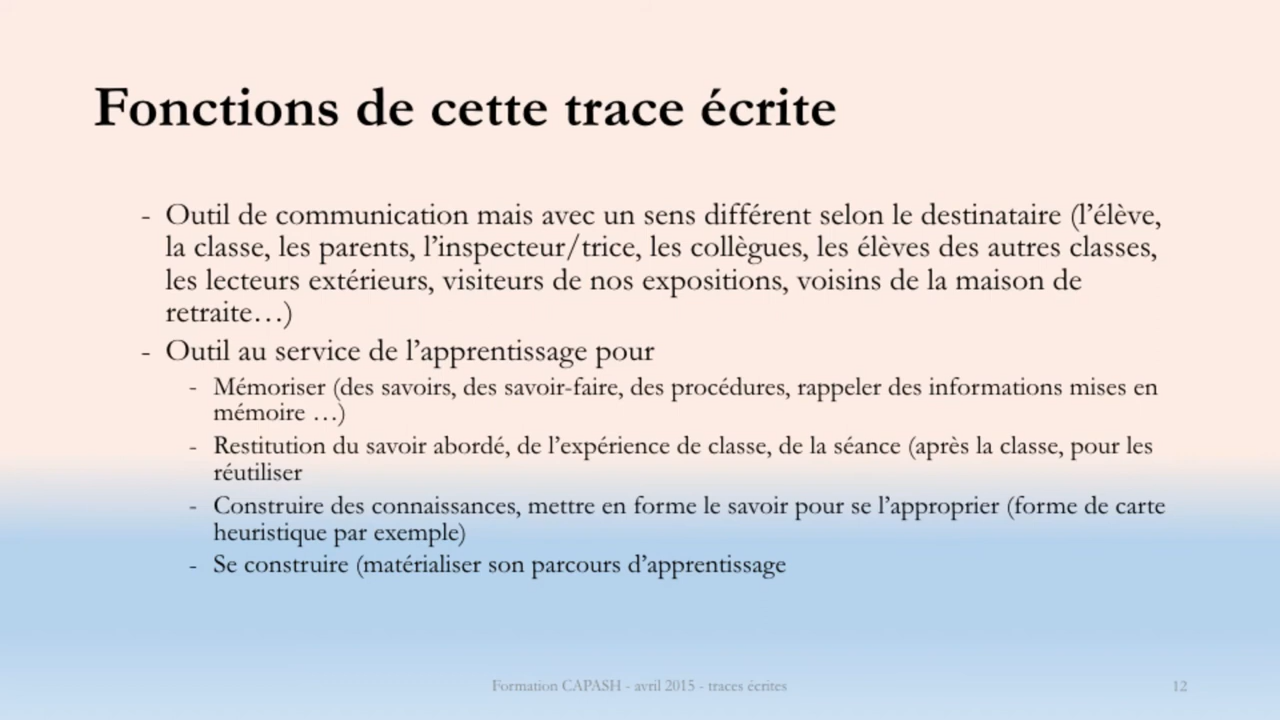 Fonctions de cette trace écrite
- Outil de communication mais avec un sens différent selon le destinataire (l’élève,
la classe, les parents, l’inspecteur/trice, les collègues, les élèves des autres classes,
les lecteurs extérieurs, visiteurs de nos expositions, voisins de la maison de
retraite…)
- Outil au service de l’apprentissage pour
- Mémoriser (des savoirs, des savoir-faire, des procédures, rappeler des informations mises en
mémoire …)
- Restitution du savoir abordé, de l’expérience de classe, de la séance (après la classe, pour les
réutiliser
- Construire des connaissances, mettre en forme le savoir pour se l’approprier (forme de carte
heuristique par exemple)
- Se construire (matérialiser son parcours d’apprentissage
Formation CAPASH - avril 2015 - traces écrites
12